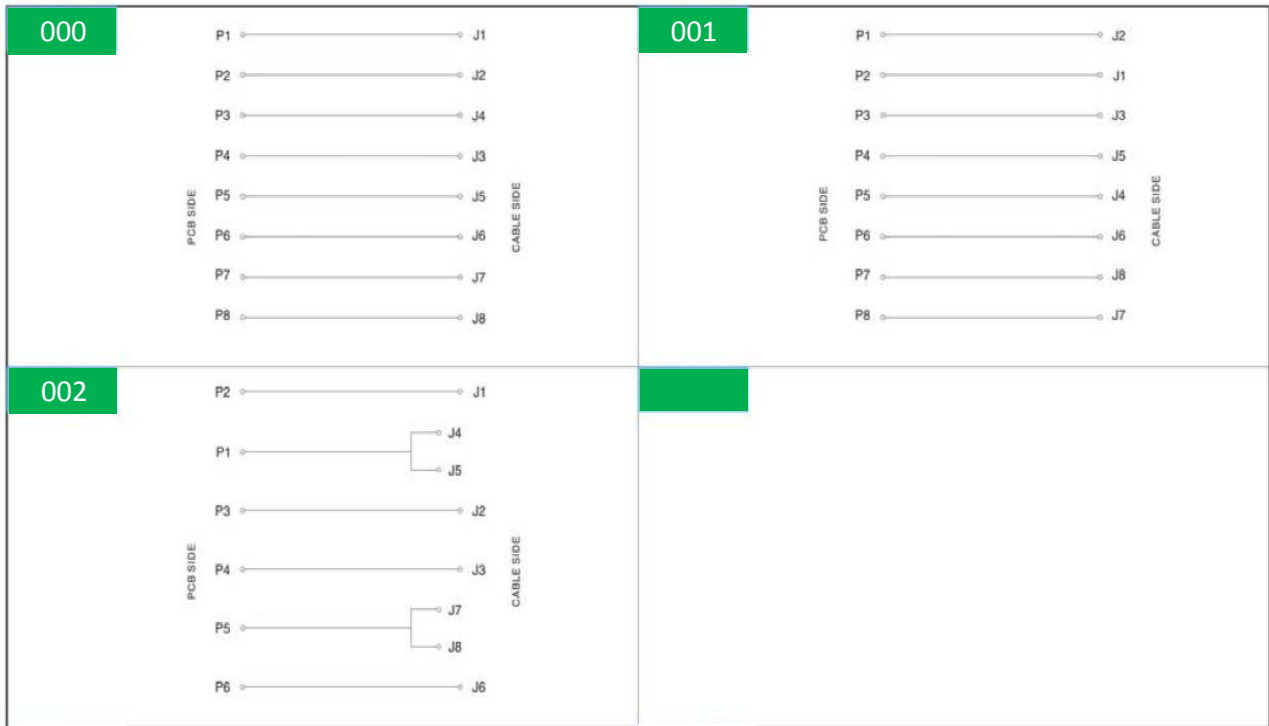 000
P1 J1
P2 J2
P3 J4
P4 J3
P5 J5
P6 J6
P7 J7
P8 J8
PCB SIDE
CABLE SIDE
001
P1 J2
P2 J1
P3 J3
P4 J5
P5 J4
P6 J6
P7 J8
P8 J7
PCB SIDE
CABLE SIDE
002
P2 J1
P1 J4
J5
P3 J2
P4 J3
P5 J7
J8
P6 J6
PCB SIDE
CABLE SIDE